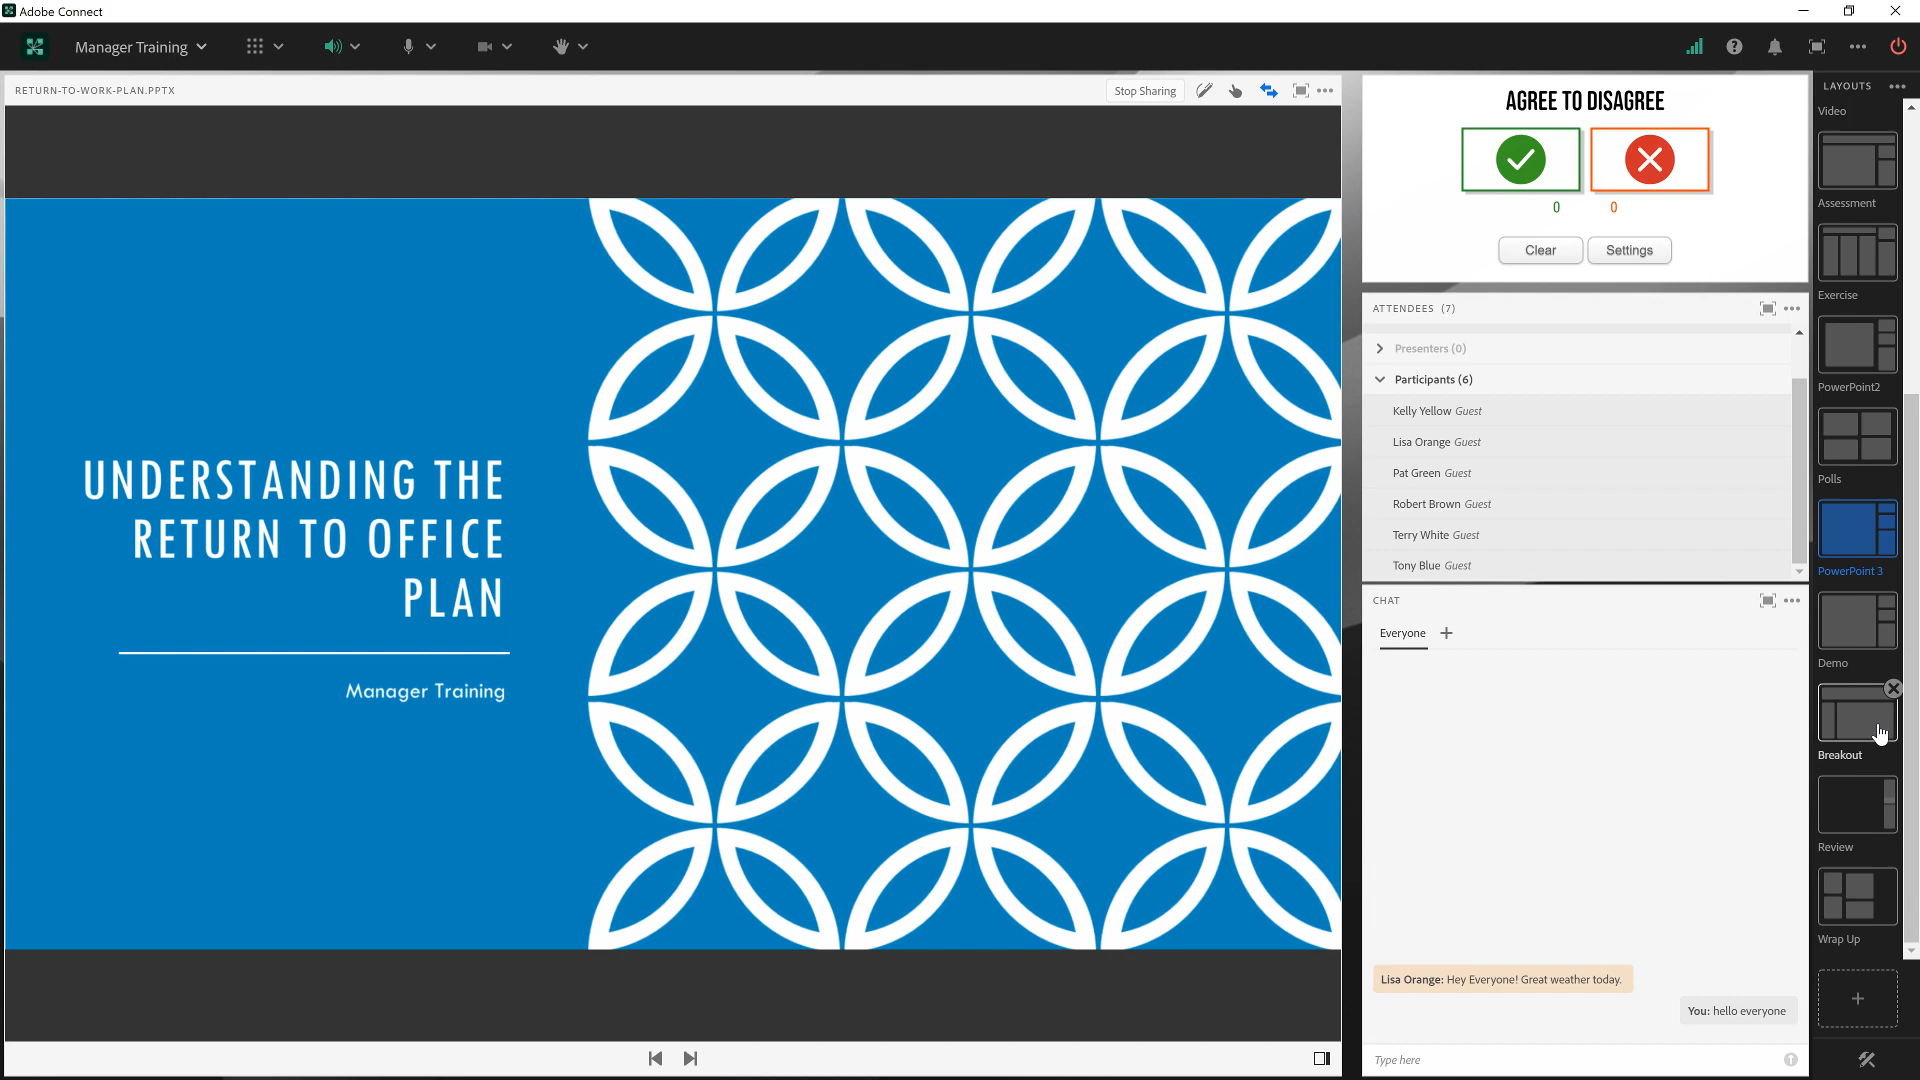 Adobe Connect
Manager Training
RETURN-TO-WORK-PLAN.PPTX
Stop Sharing
UNDERSTANDING THE
RETURN TO OFFICE
PLAN
Manager Training
AGREE TO DISAGREE
0 0
Clear Settings
ATTENDEES (7)
Presenters (0)
Participants (6)
Kelly Yellow Guest
Lisa Orange Guest
Pat Green Guest
Robert Brown Guest
Terry White Guest
Tony Blue Guest
CHAT
Everyone
Lisa Orange: Hey Everyone! Great weather today.
You: hello everyone
Type here
LAYOUTS
Video
Assessment
Exercise
PowerPoint2
Polls
PowerPoint 3
Demo
Breakout
Review
Wrap Up